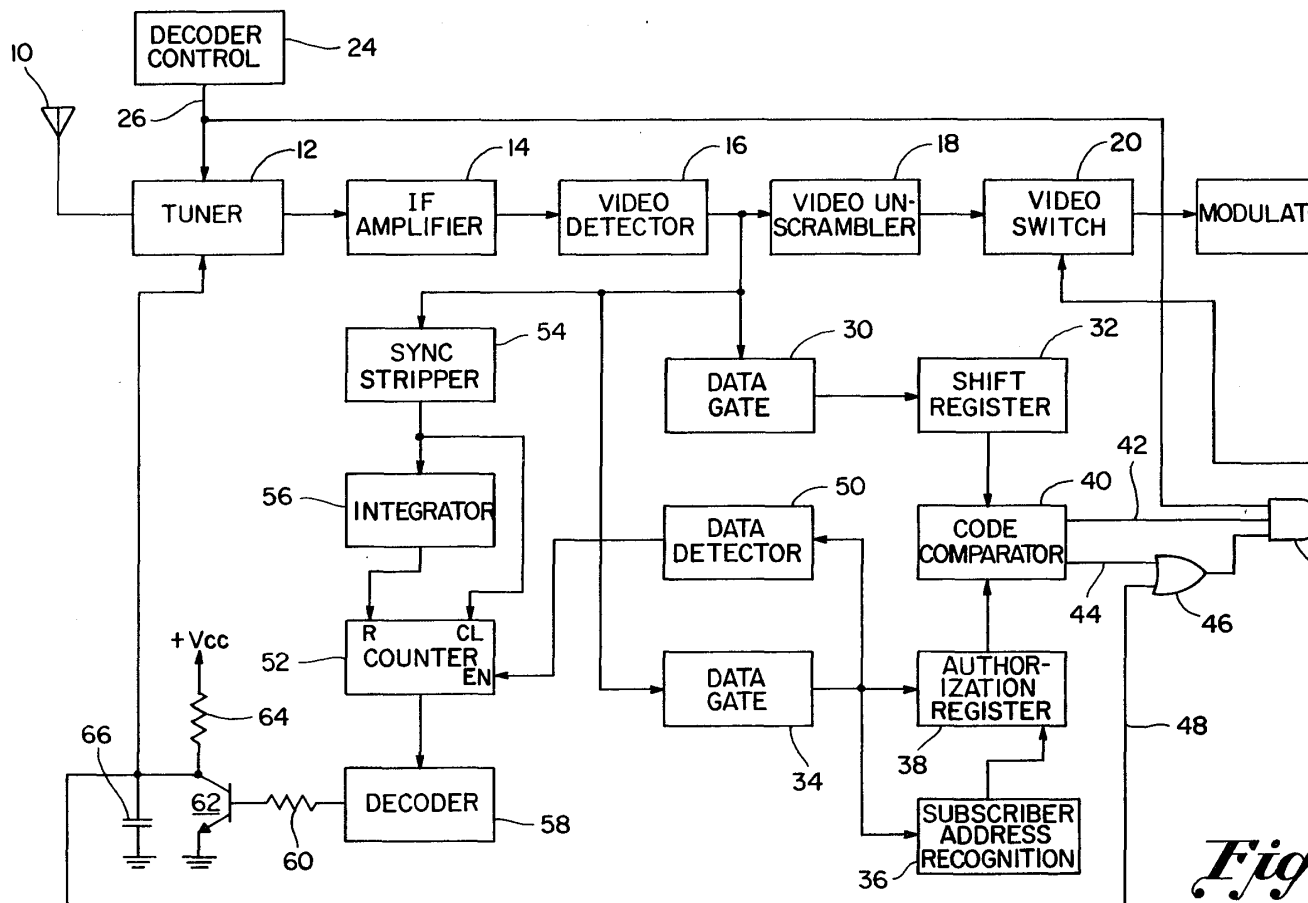 DECODER
CONTROL
24
10
26
12
14
16
18
20
TUNER
IF
AMPLIFIER
VIDEO
DETECTOR
VIDEO UN-
SCRAMBLER
VIDEO
SWITCH
MODULAT
54
SYNC
STRIPPER
30
DATA
GATE
32
SHIFT
REGISTER
56
INTEGRATOR
50
DATA
DETECTOR
40
CODE
COMPARATOR
42
44
46
+Vcc
52
R
CL
COUNTER
EN
DATA
GATE
34
AUTHOR-
IZATION
REGISTER
38
48
64
66
62
60
DECODER
58
SUBSCRIBER
ADDRESS
RECOGNITION
36
Fig